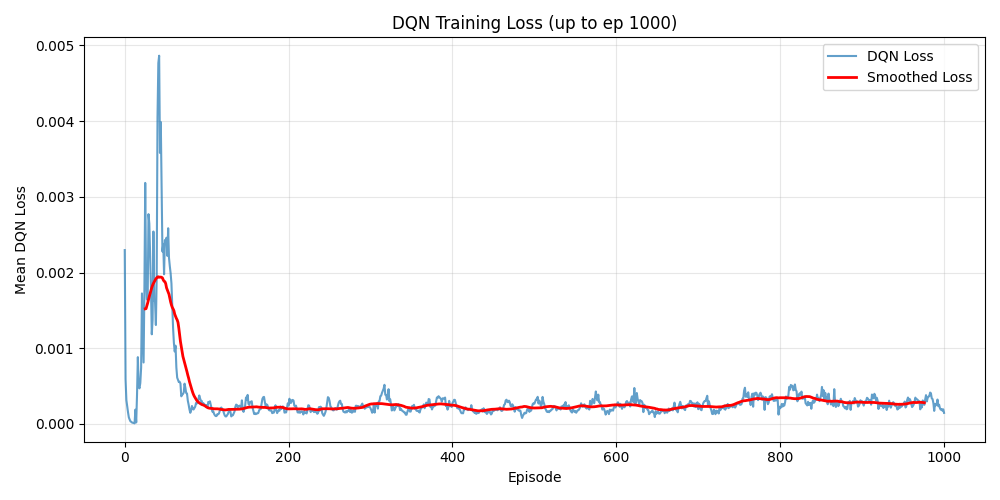 DQN Training Loss (up to ep 1000)
DQN Loss
Smoothed Loss
Mean DQN Loss
0.005
0.004
0.003
0.002
0.001
0.000
0 200 400 600 800 1000
Episode